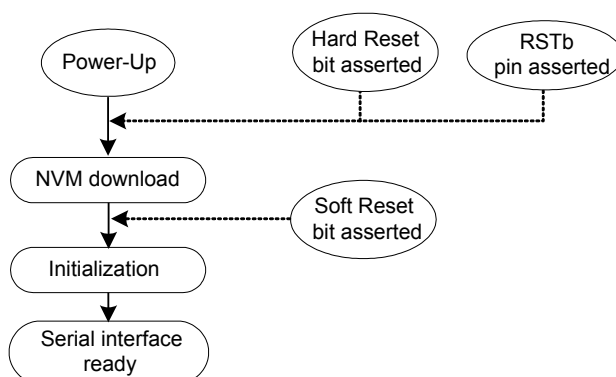 Power-Up
Hard Reset
bit asserted
RSTb
pin asserted
NVM download
Soft Reset
bit asserted
Initialization
Serial interface
ready